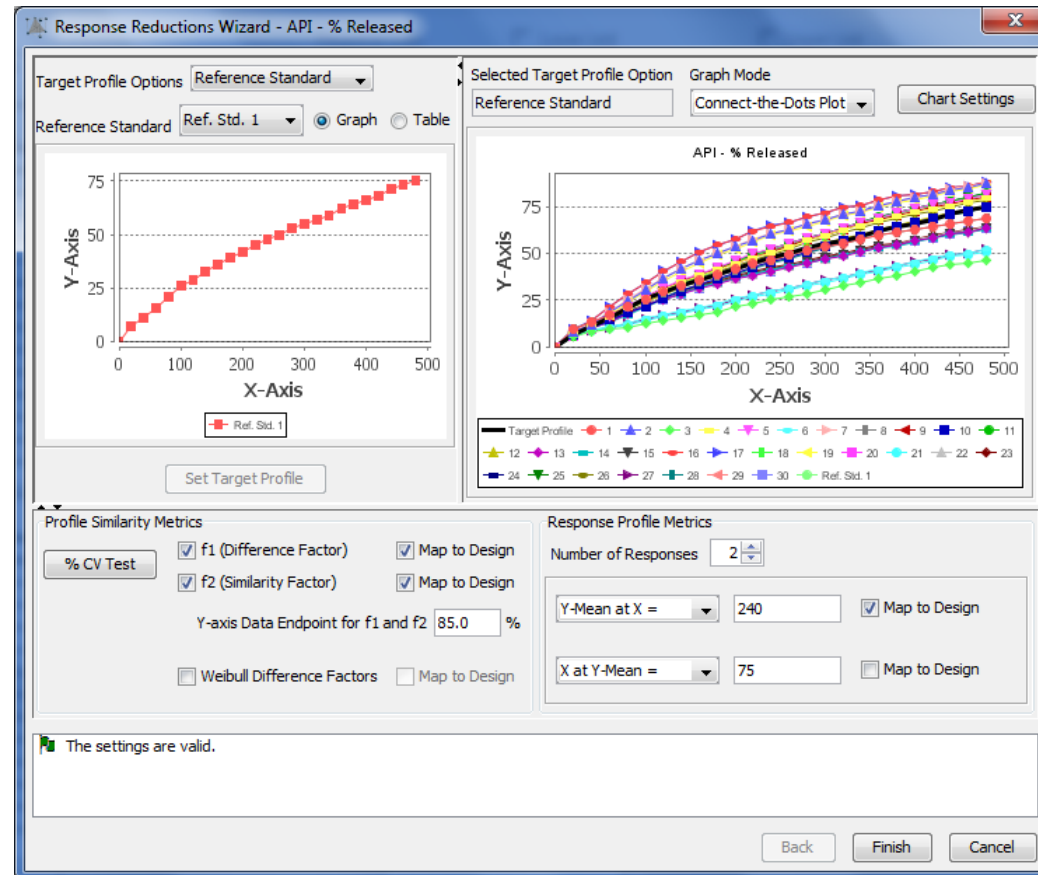 Response Reductions Wizard - API - % Released
Target Profile Options Reference Standard
Reference Standard Ref. Std. 1 Graph Table
75
50
25
0
Y-Axis
0 100 200 300 400 500
X-Axis
Ref. Std. 1
Set Target Profile
Selected Target Profile Option Graph Mode
Reference Standard Connect-the-Dots Plot Chart Settings
API - % Released
75
50
25
0
Y-Axis
0 50 100 150 200 250 300 350 400 450 500
X-Axis
Target Profile 1 2 3 4 5 6 7 8 9 10 11
12 13 14 15 16 17 18 19 20 21 22 23
24 25 26 27 28 29 30 Ref. Std. 1
Profile Similarity Metrics
% CV Test f1 (Difference Factor) Map to Design
f2 (Similarity Factor) Map to Design
Y-axis Data Endpoint for f1 and f2 85.0 %
Weibull Difference Factors Map to Design
Response Profile Metrics
Number of Responses 2
Y-Mean at X = 240 Map to Design
X at Y-Mean = 75 Map to Design
The settings are valid.
Back Finish Cancel